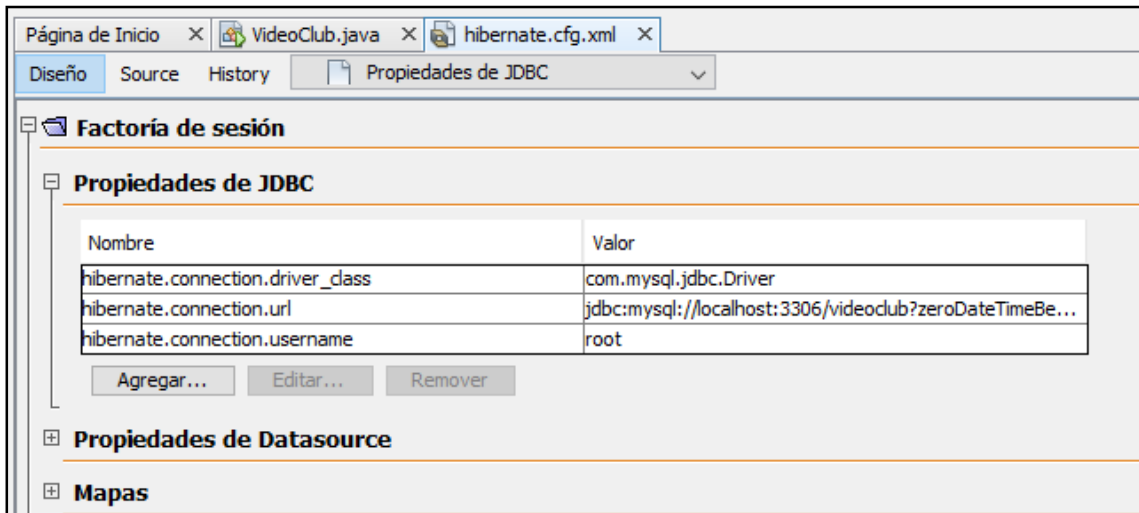 Página de Inicio VideoClub.java hibernate.cfg.xml
Diseño Source History Propiedades de JDBC
Factoría de sesión
Propiedades de JDBC
Nombre Valor
hibernate.connection.driver_class com.mysql.jdbc.Driver
hibernate.connection.url jdbc:mysql://localhost:3306/videoclub?zeroDateTimeBe...
hibernate.connection.username root
Agregar... Editar... Remover
Propiedades de Datasource
Mapas